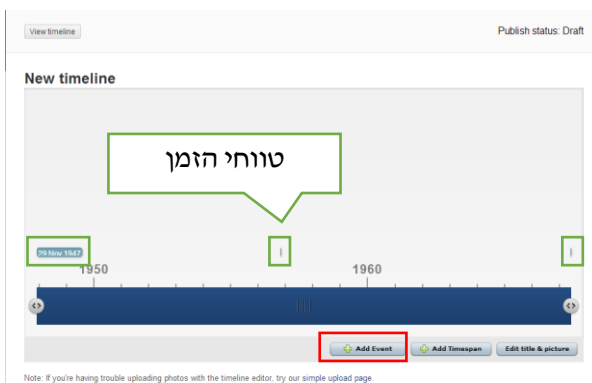 View timeline
Publish status: Draft
New timeline
טווחי הזמן
29 Nov 1947
1950
1960
Add Event
Add Timespan
Edit title & picture
Note: If you're having trouble uploading photos with the timeline editor, try our simple upload page.